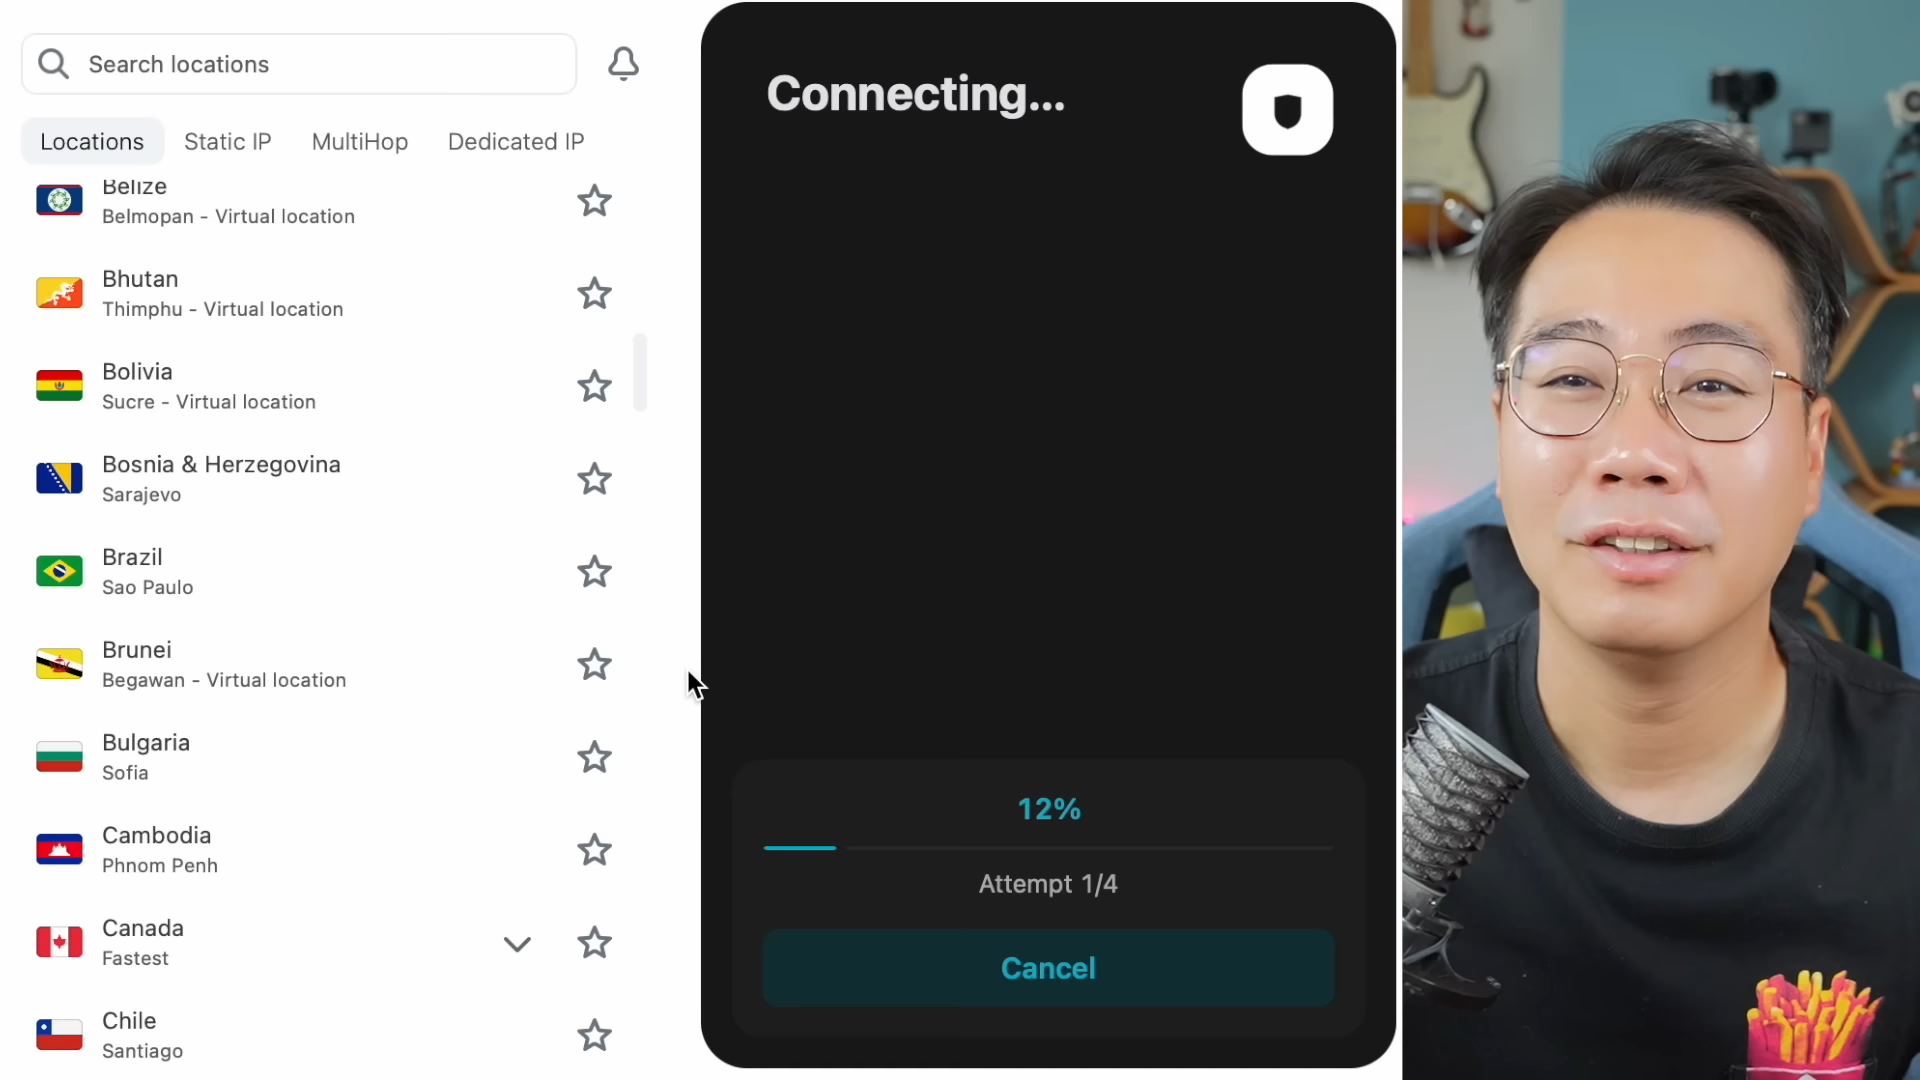 Search locations
Locations
Static IP
MultiHop
Dedicated IP
Belize
Belmopan - Virtual location
Bhutan
Thimphu - Virtual location
Bolivia
Sucre - Virtual location
Bosnia & Herzegovina
Sarajevo
Brazil
Sao Paulo
Brunei
Begawan - Virtual location
Bulgaria
Sofia
Cambodia
Phnom Penh
Canada
Fastest
Chile
Santiago
Connecting...
12%
Attempt 1/4
Cancel